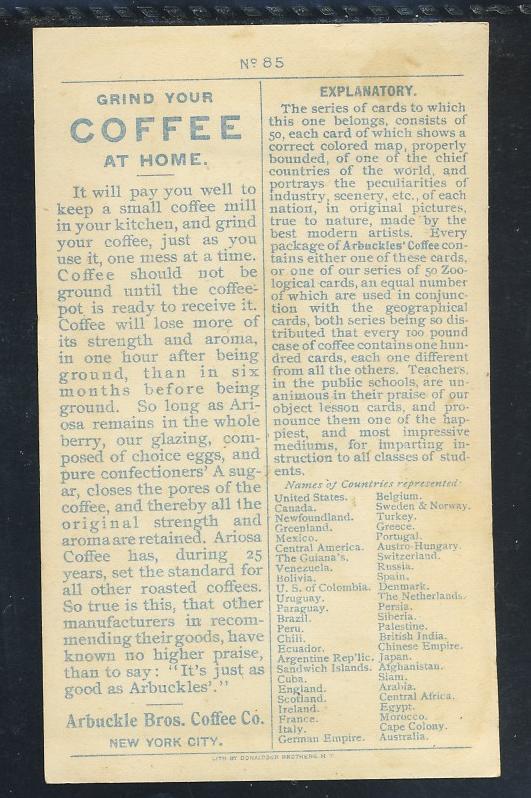 No. 85
GRIND YOUR
COFFEE
AT HOME.
It will pay you well to
keep a small coffee mill
in your kitchen, and grind
your coffee, just as you
use it, one mess at a time.
Coffee should not be
ground until the coffee-
pot is ready to receive it.
Coffee will lose more of
its strength and aroma,
in one hour after being
ground, than in six
months before being
ground. So long as Ari-
osa remains in the whole
berry, our glazing, com-
posed of choice eggs, and
pure confectioners' A sug-
ar, closes the pores of the
coffee, and thereby all the
original strength and
aroma are retained. Ariosa
Coffee has, during 25
years, set the standard for
all other roasted coffees.
So true is this, that other
manufacturers in recom-
mending their goods, have
known no higher praise,
than to say: "It's just as
good as Arbuckles'."
Arbuckle Bros. Coffee Co.
NEW YORK CITY.
EXPLANATORY.
The series of cards to which
this one belongs, consists of
50, each card of which shows a
correct colored map, properly
bounded, of one of the chief
countries of the world, and
portrays the peculiarities of
industry, scenery, etc., of each
nation, in original pictures,
true to nature, made by the
best modern artists. Every
package of Arbuckles' Coffee con-
tains either one of these cards,
or one of our series of 50 Zoo-
logical cards, an equal number
of which are used in conjunc-
tion with the geographical
cards, both series being so dis-
tributed that every 100 pound
case of coffee contains one hun-
dred cards, each one different
from all the others. Teachers,
in the public schools, are un-
animous in their praise of our
object lesson cards, and pro-
nounce them one of the hap-
piest, and most impressive
mediums, for imparting in-
struction to all classes of stud-
ents.
Names of Countries represented:
United States.
Canada.
Newfoundland.
Greenland.
Mexico.
Central America.
The Guiana's.
Venezuela.
Bolivia.
U. S. of Colombia.
Uruguay.
Paraguay.
Brazil.
Peru.
Chili.
Ecuador.
Argentine Rep'lic.
Sandwich Islands.
Cuba.
England.
Scotland.
Ireland.
France.
Italy.
German Empire.
Belgium.
Sweden & Norway.
Turkey.
Greece.
Portugal.
Austro-Hungary.
Switzerland.
Russia.
Spain.
Denmark.
The Netherlands.
Persia.
Siberia.
Palestine.
British India.
Chinese Empire.
Japan.
Afghanistan.
Siam.
Arabia.
Central Africa.
Egypt.
Morocco.
Cape Colony.
Australia.
LITH BY DONALDSON BROTHERS, N. Y.